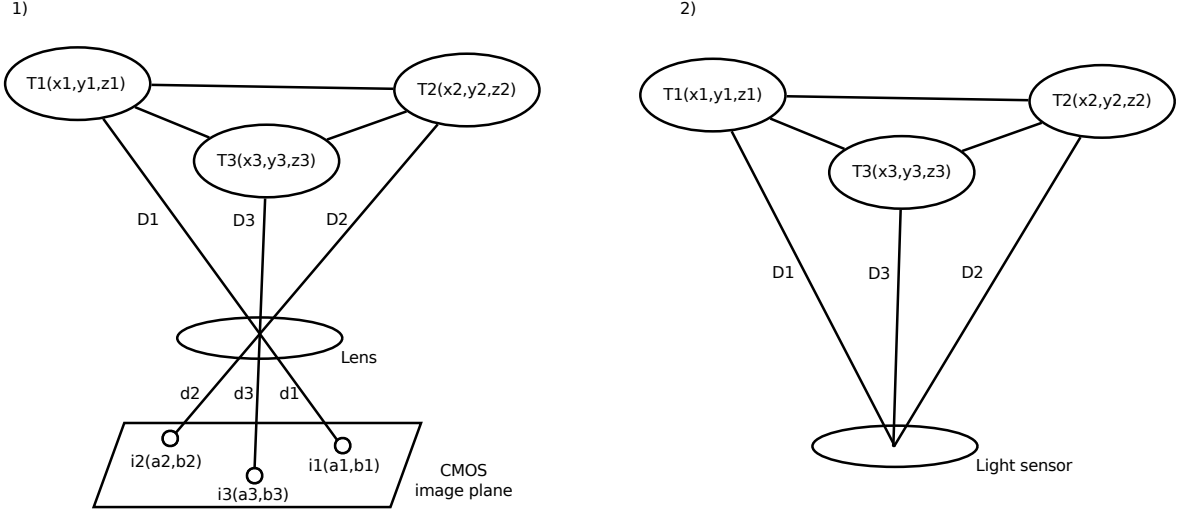 1)
T1(x1,y1,z1)
T2(x2,y2,z2)
T3(x3,y3,z3)
D1
D3
D2
Lens
d2
d3
d1
i2(a2,b2)
i1(a1,b1)
i3(a3,b3)
CMOS
image plane
2)
T1(x1,y1,z1)
T2(x2,y2,z2)
T3(x3,y3,z3)
D1
D3
D2
Light sensor